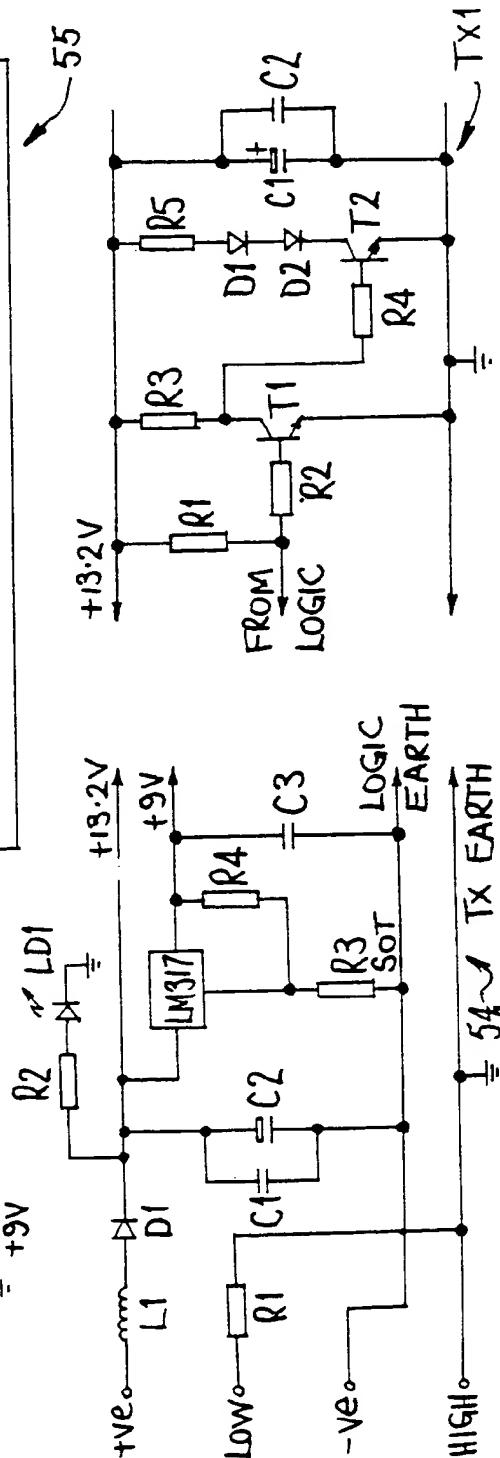 +9V
+ve
L1
D1
R2
LD1
+13.2V
+9V
LM317
R4
R3
SOT
C1
C2
C3
LOW
R1
-ve
LOGIC
EARTH
HIGH
54
TX EARTH
55
+13.2V
R1
R3
R5
D1
D2
C1
+
C2
T1
T2
R2
R4
FROM
LOGIC
TX1